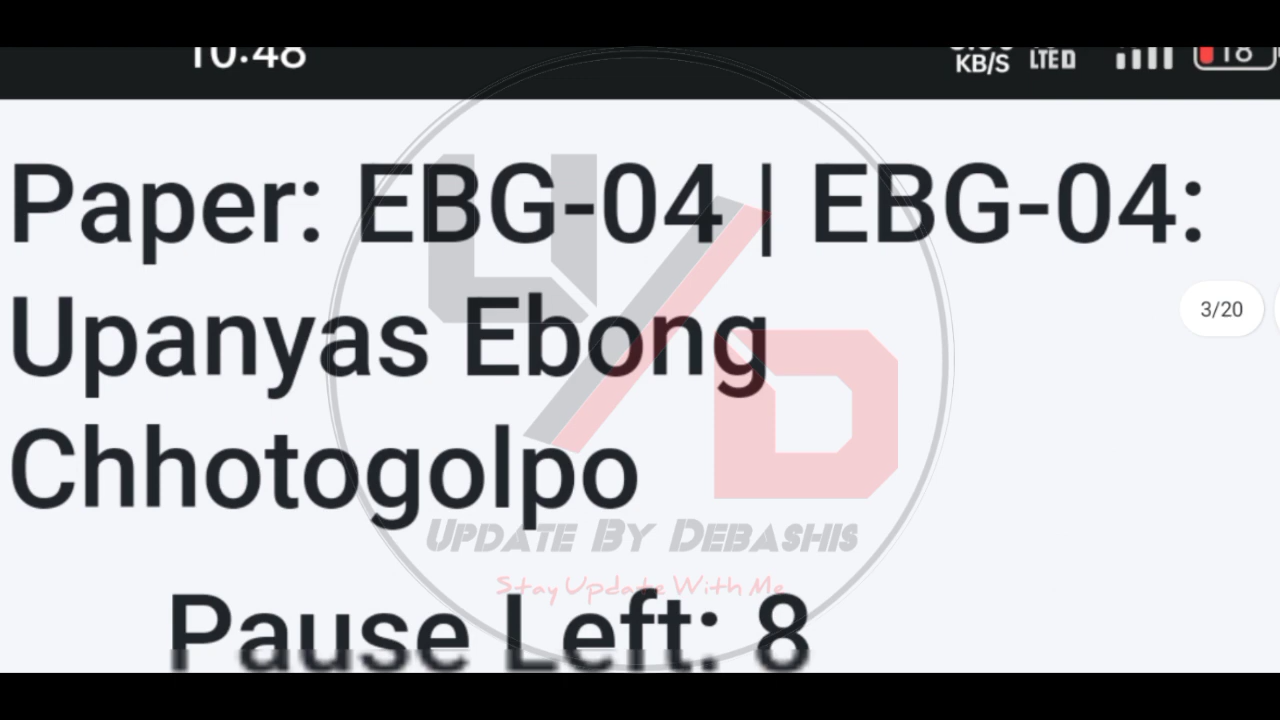 10:48
KB/S LTE 18
Paper: EBG-04 | EBG-04:
3/20
Upanyas Ebong
Chhotogolpo
UPDATE BY DEBASHIS
Stay Update With Me
Pause Left: 8